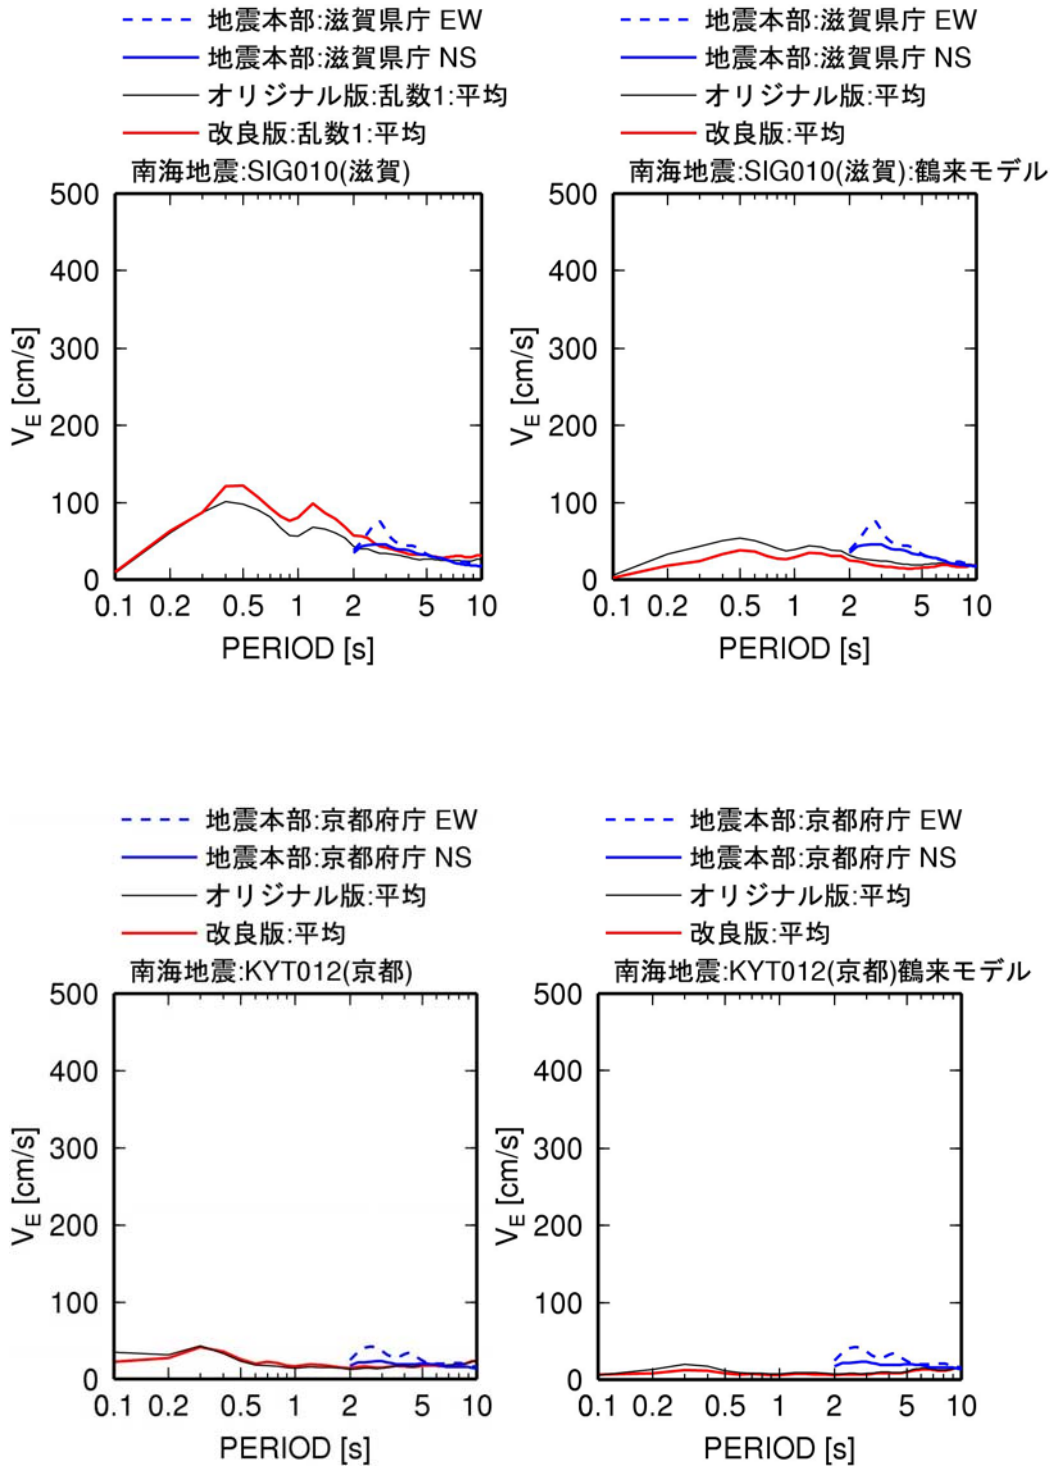 地震本部:滋賀県庁 EW
地震本部:滋賀県庁 NS
オリジナル版:乱数1:平均
改良版:乱数1:平均
南海地震:SIG010(滋賀)
500
400
300
200
100
0
V_E [cm/s]
0.1 0.2 0.5 1 2 5 10
PERIOD [s]
地震本部:滋賀県庁 EW
地震本部:滋賀県庁 NS
オリジナル版:平均
改良版:平均
南海地震:SIG010(滋賀):鶴来モデル
500
400
300
200
100
0
V_E [cm/s]
0.1 0.2 0.5 1 2 5 10
PERIOD [s]
地震本部:京都府庁 EW
地震本部:京都府庁 NS
オリジナル版:平均
改良版:平均
南海地震:KYT012(京都)
500
400
300
200
100
0
V_E [cm/s]
0.1 0.2 0.5 1 2 5 10
PERIOD [s]
地震本部:京都府庁 EW
地震本部:京都府庁 NS
オリジナル版:平均
改良版:平均
南海地震:KYT012(京都)鶴来モデル
500
400
300
200
100
0
V_E [cm/s]
0.1 0.2 0.5 1 2 5 10
PERIOD [s]